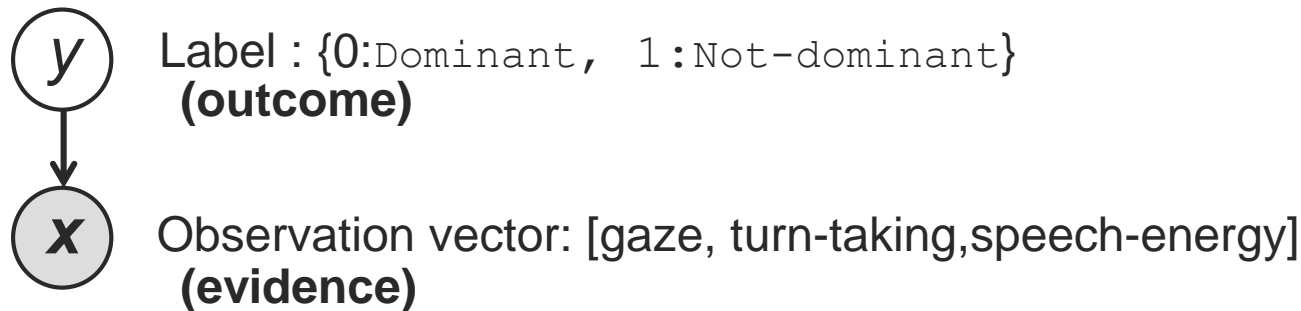 y
Label : {0:Dominant, 1:Not-dominant}
(outcome)
x
Observation vector: [gaze, turn-taking,speech-energy]
(evidence)